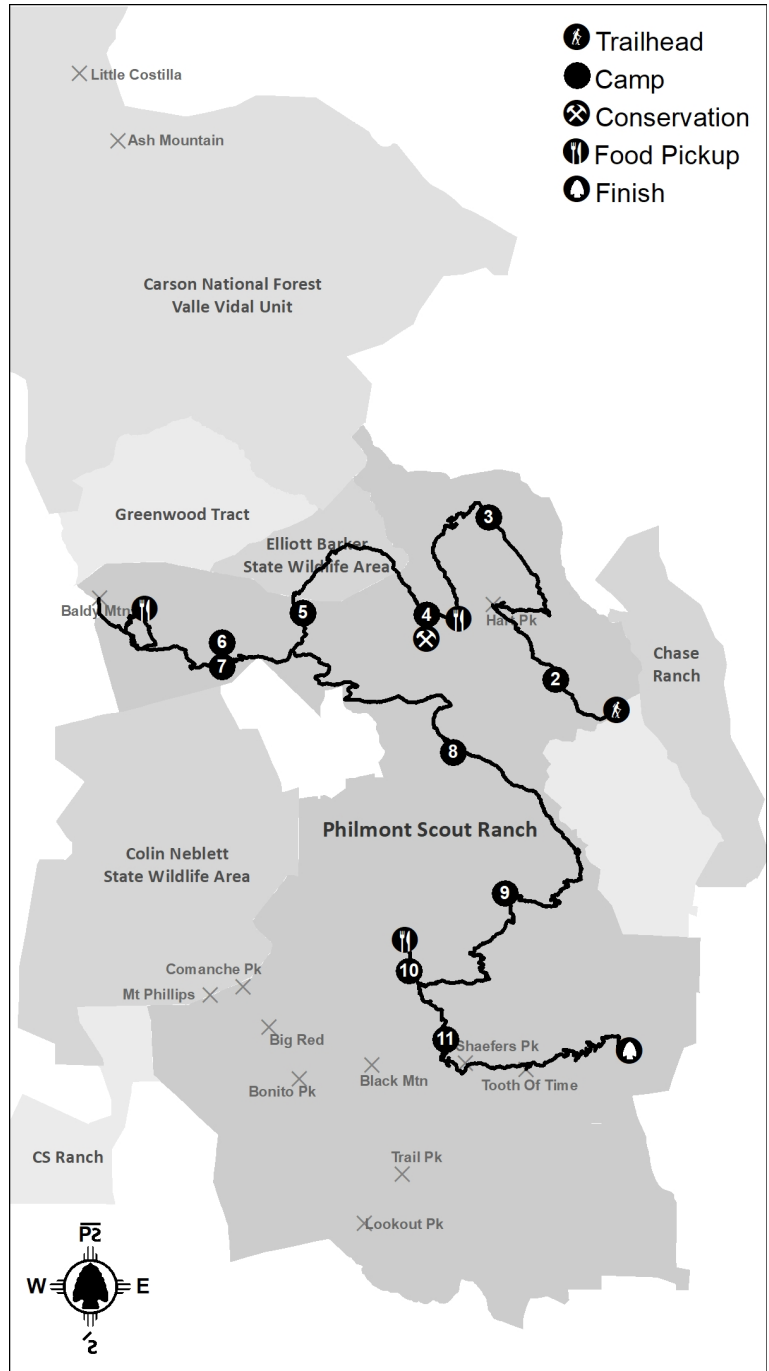 Trailhead
Camp
Conservation
Food Pickup
Finish
Little Costilla
Ash Mountain
Carson National Forest
Valle Vidal Unit
Greenwood Tract
Elliott Barker
State Wildlife Area
3
Baldy Mtn
5
4
Hart Pk
6
7
2
Chase
Ranch
8
Philmont Scout Ranch
Colin Neblett
State Wildlife Area
9
10
Comanche Pk
Mt Phillips
Big Red
11
Shaefers Pk
Black Mtn
Bonito Pk
Tooth Of Time
CS Ranch
Trail Pk
Lookout Pk
W
E